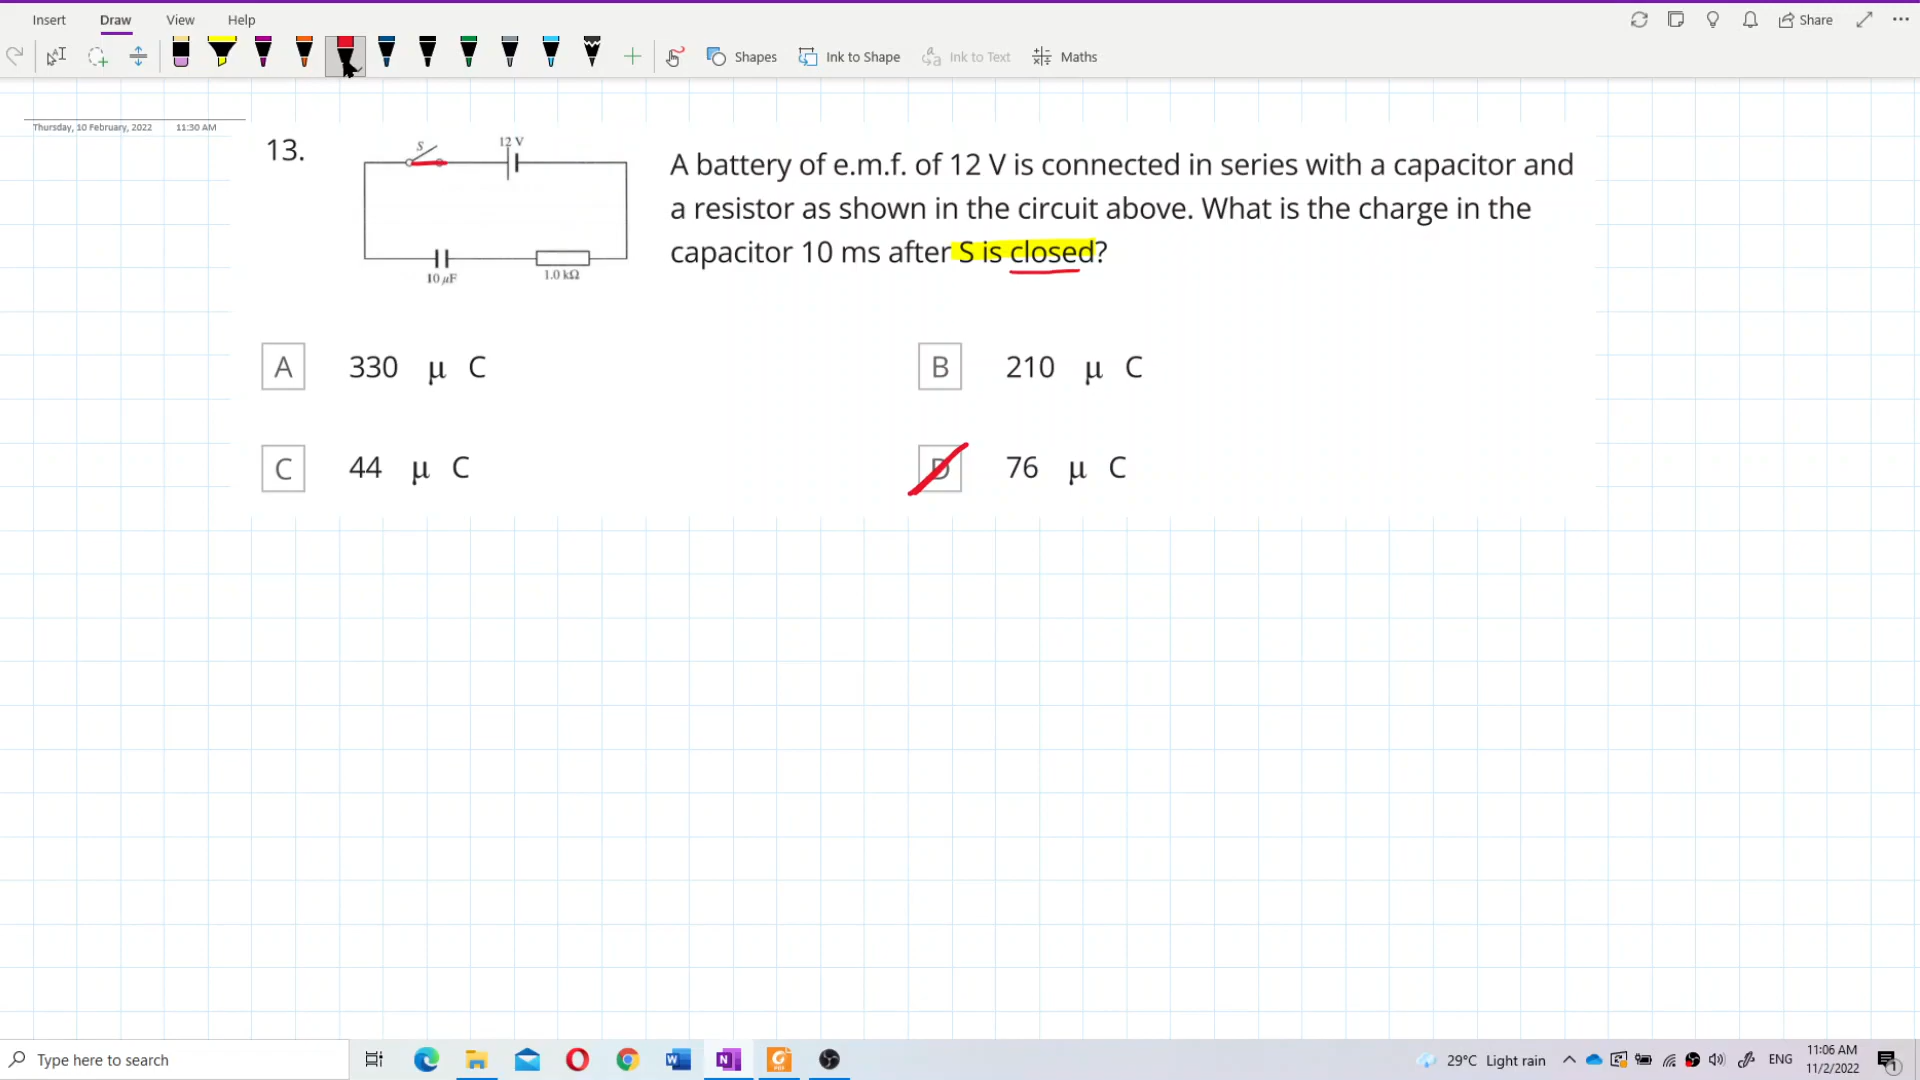 Insert Draw View Help
Share
Shapes Ink to Shape Ink to Text Maths
Thursday, 10 February, 2022 11:30 AM
13.
S
12 V
10 μF
1.0 kΩ
A battery of e.m.f. of 12 V is connected in series with a capacitor and
a resistor as shown in the circuit above. What is the charge in the
capacitor 10 ms after S is closed?
A 330 μ C
B 210 μ C
C 44 μ C
D 76 μ C
Type here to search
29°C Light rain
ENG
11:06 AM
11/2/2022
1